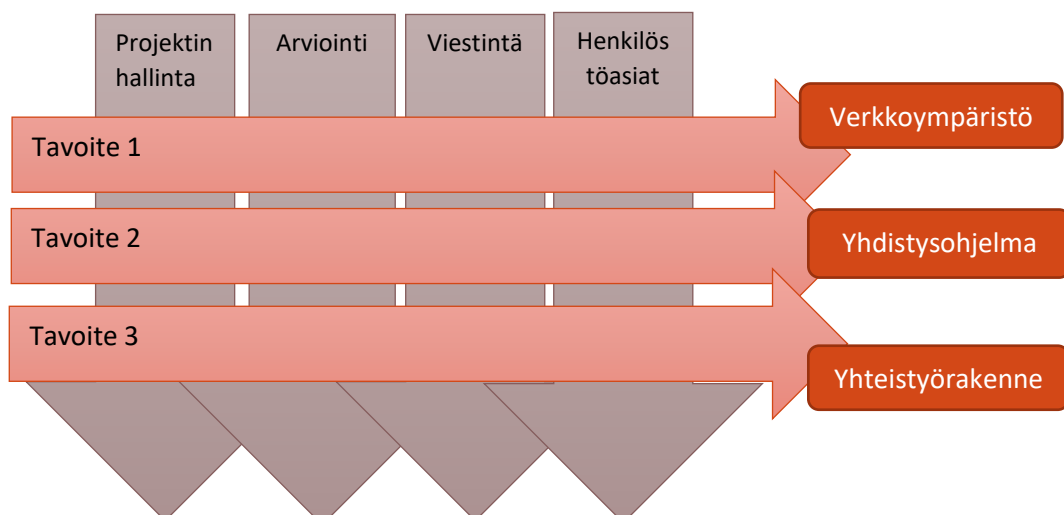 Projektin
hallinta
Arviointi
Viestintä
Henkilös
töasiat
Tavoite 1
Verkkoympäristö
Tavoite 2
Yhdistysohjelma
Tavoite 3
Yhteistyörakenne